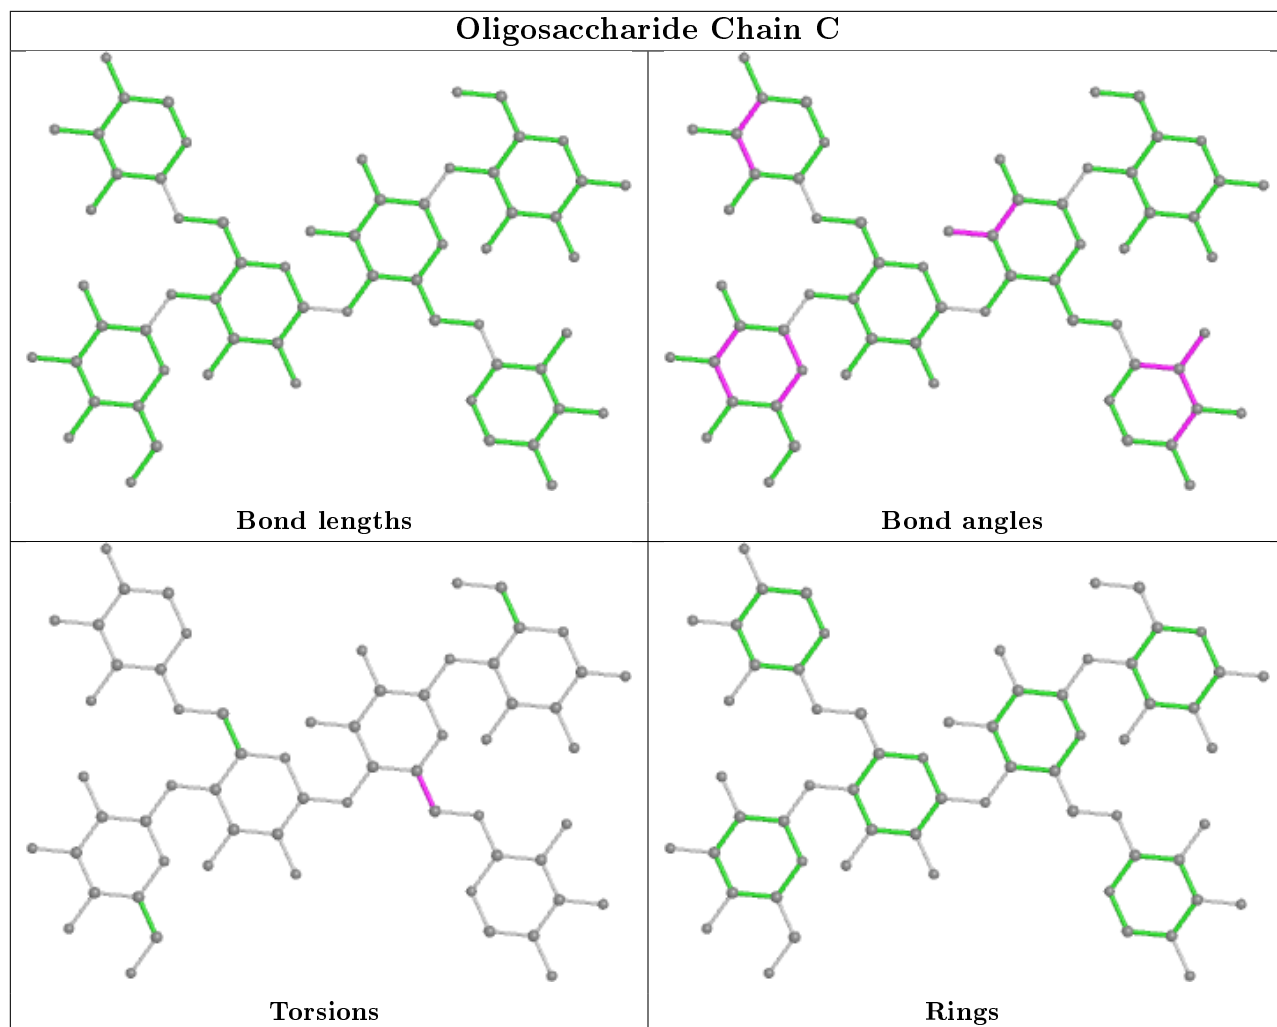 Oligosaccharide Chain C
Bond lengths
Bond angles
Torsions
Rings